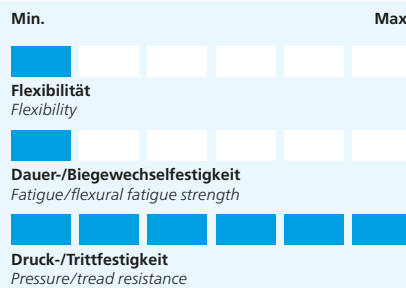 Min. Max
Flexibilität
Flexibility
Dauer-/Biegewechselfestigkeit
Fatigue/flexural fatigue strength
Druck-/Trittfestigkeit
Pressure/tread resistance